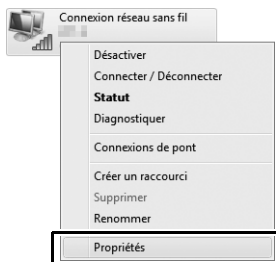 Connexion réseau sans fil
Désactiver
Connecter / Déconnecter
Statut
Diagnostiquer
Connexions de pont
Créer un raccourci
Supprimer
Renommer
Propriétés